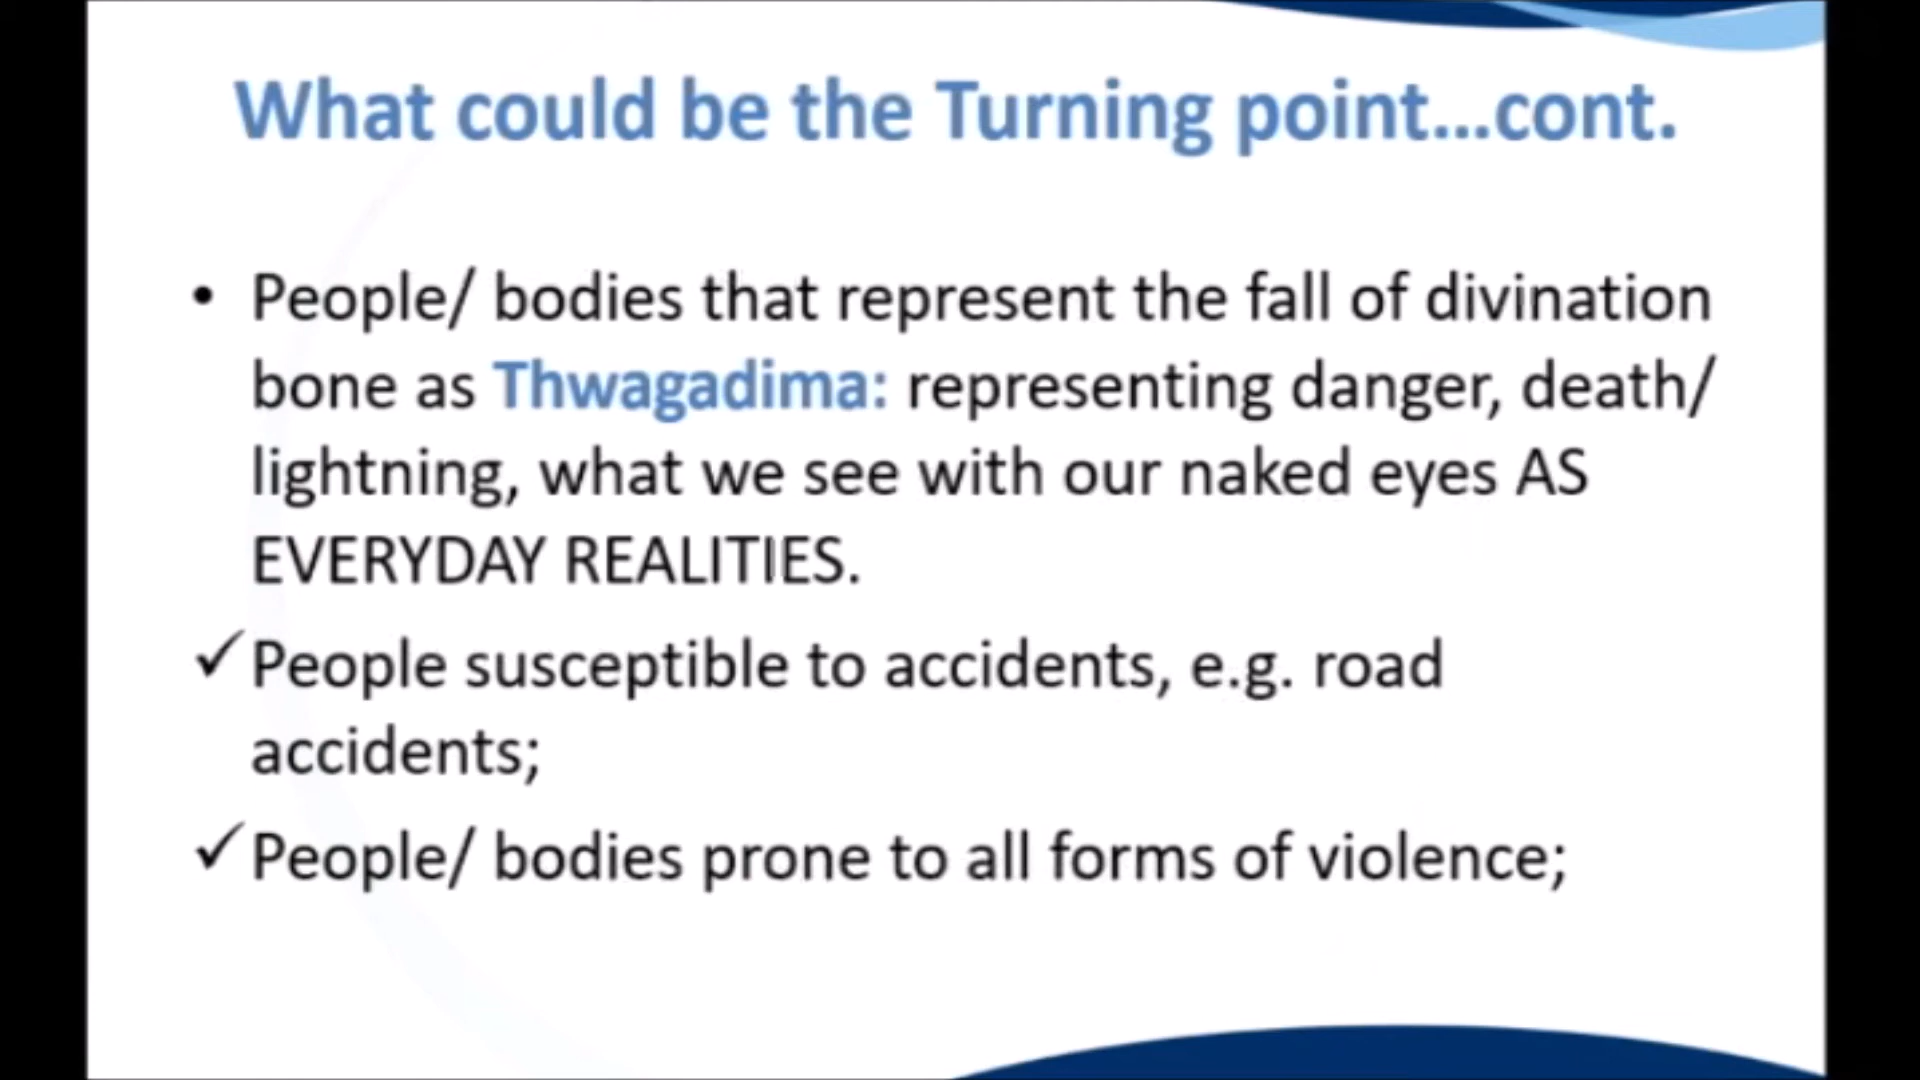 What could be the Turning point...cont.
• People/ bodies that represent the fall of divination
bone as Thwagadima: representing danger, death/
lightning, what we see with our naked eyes AS
EVERYDAY REALITIES.
✓ People susceptible to accidents, e.g. road
accidents;
✓ People/ bodies prone to all forms of violence;